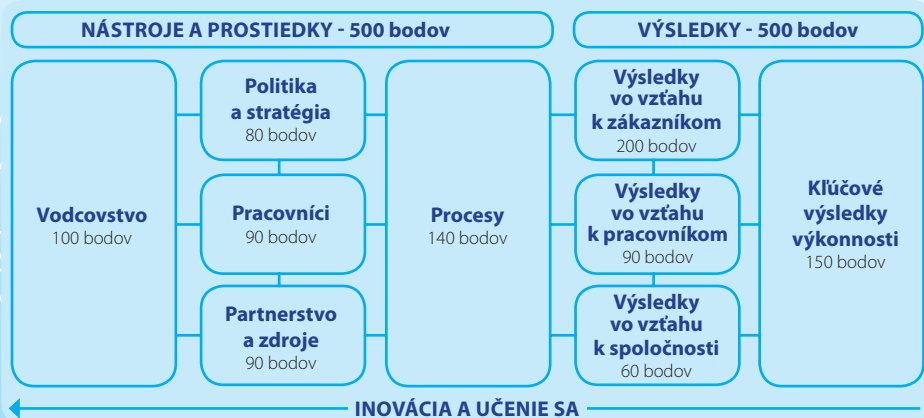 NÁSTROJE A PROSTIEDKY - 500 bodov
VÝSLEDKY - 500 bodov
Vodcovstvo
100 bodov
Politika
a stratégia
80 bodov
Pracovníci
90 bodov
Partnerstvo
a zdroje
90 bodov
Procesy
140 bodov
Výsledky
vo vzťahu
k zákazníkom
200 bodov
Výsledky
vo vzťahu
k pracovníkom
90 bodov
Výsledky
vo vzťahu
k spoločnosti
60 bodov
Kľúčové
výsledky
výkonnosti
150 bodov
INOVÁCIA A UČENIE SA